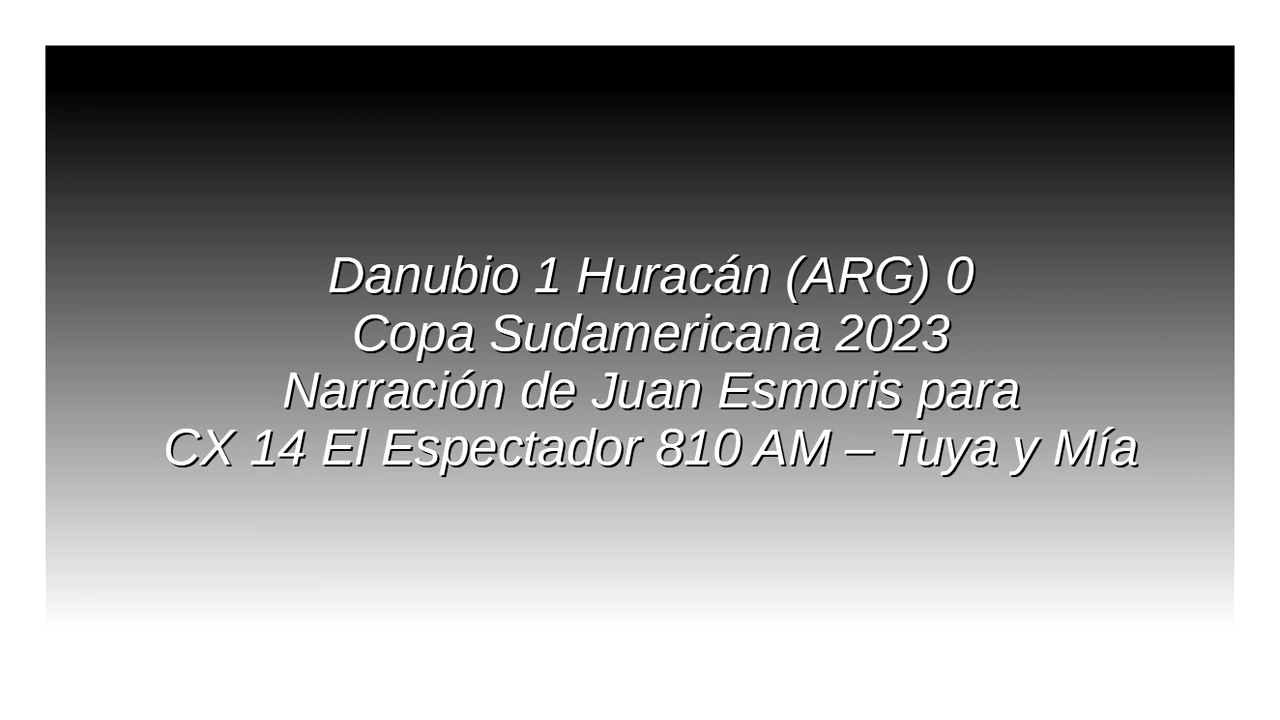 Danubio 1 Huracán (ARG) 0
Copa Sudamericana 2023
Narración de Juan Esmoris para
CX 14 El Espectador 810 AM – Tuya y Mía